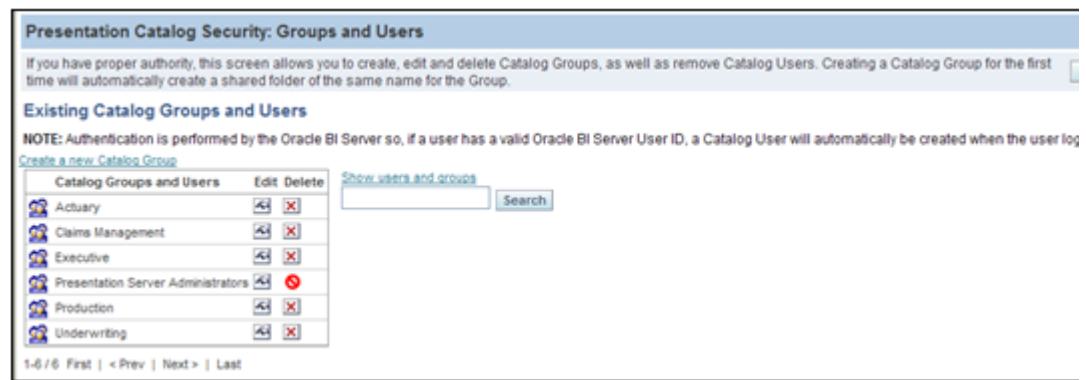 Presentation Catalog Security: Groups and Users
If you have proper authority, this screen allows you to create, edit and delete Catalog Groups, as well as remove Catalog Users. Creating a Catalog Group for the first
time will automatically create a shared folder of the same name for the Group.
Existing Catalog Groups and Users
NOTE: Authentication is performed by the Oracle BI Server so, if a user has a valid Oracle BI Server User ID, a Catalog User will automatically be created when the user log
Create a new Catalog Group
Catalog Groups and Users Edit Delete Show users and groups
Search
Actuary
Claims Management
Executive
Presentation Server Administrators
Production
Underwriting
1-6 / 6 First | < Prev | Next > | Last